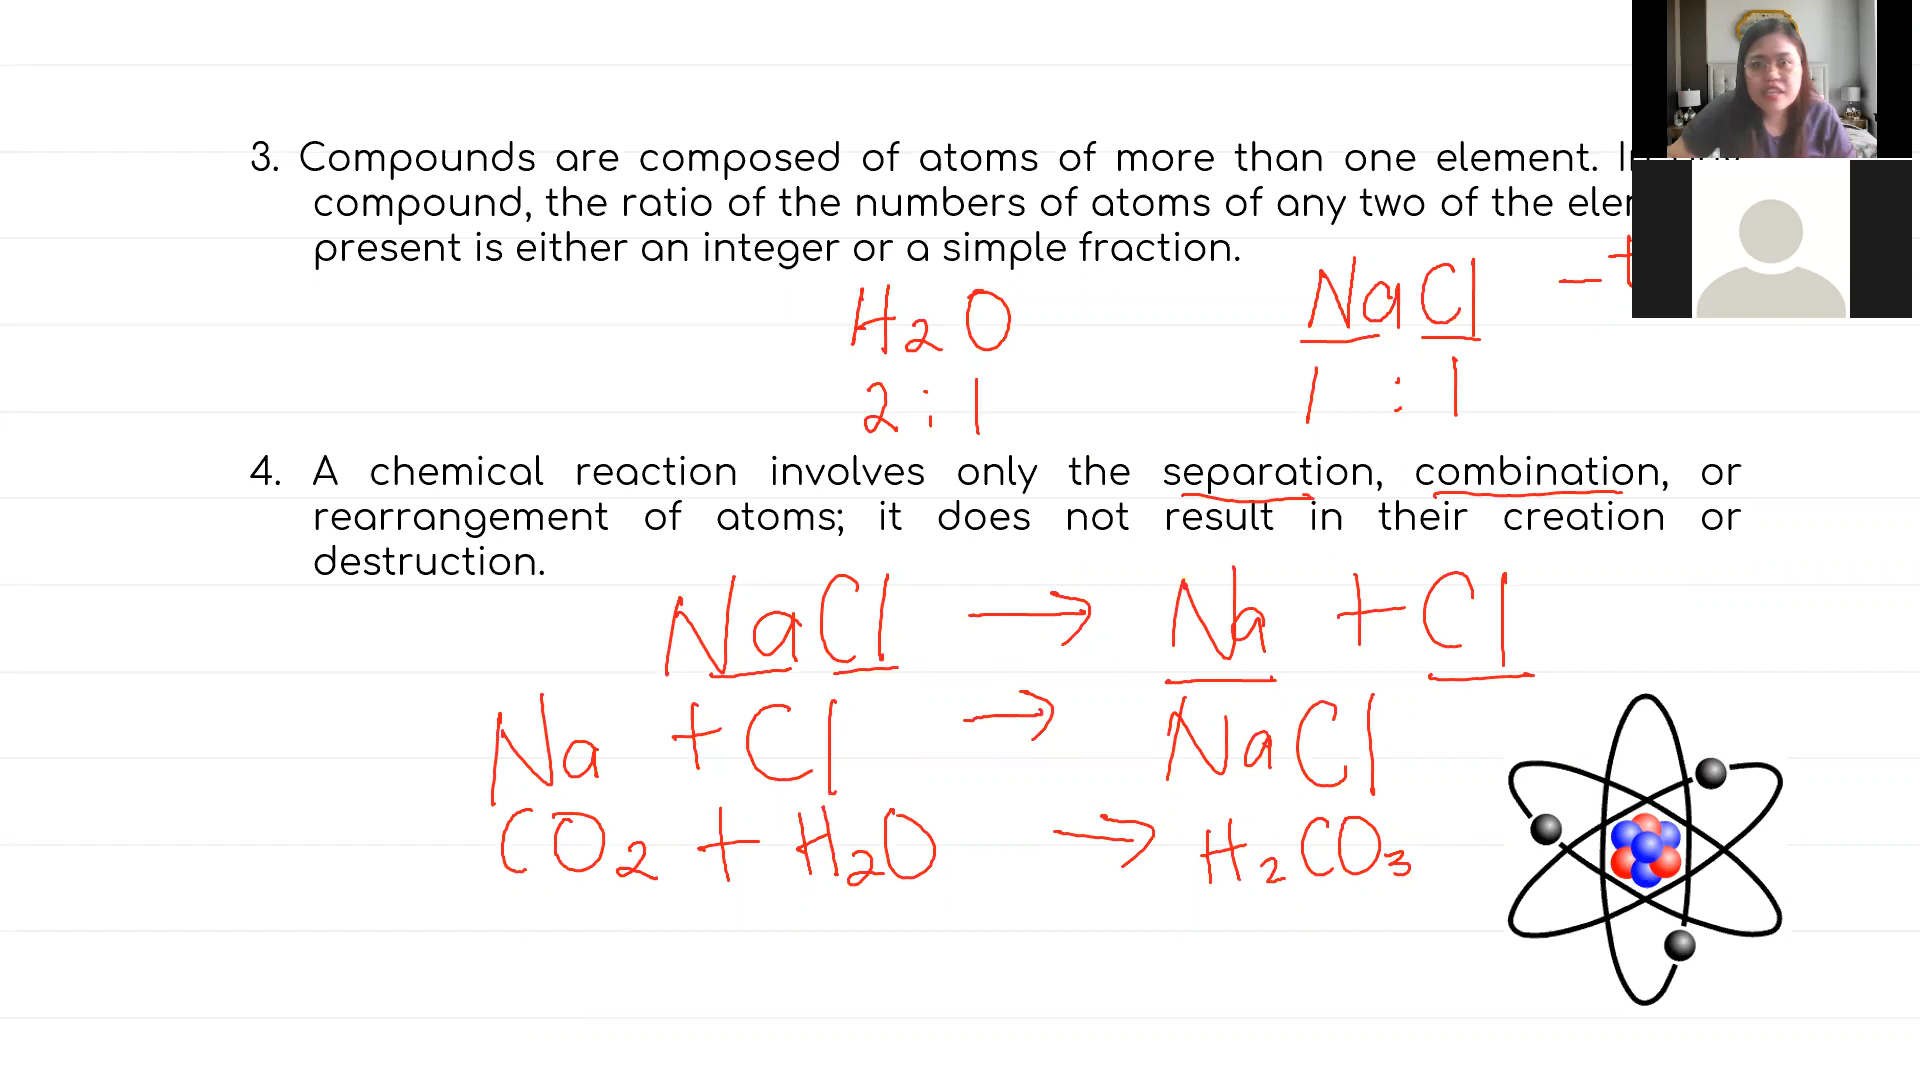 3. Compounds are composed of atoms of more than one element. In
compound, the ratio of the numbers of atoms of any two of the
present is either an integer or a simple fraction.
H₂O NaCl –
2 : 1 1 : 1
4. A chemical reaction involves only the separation, combination, or
rearrangement of atoms; it does not result in their creation or
destruction.
NaCl → Na + Cl
Na + Cl → NaCl
CO₂ + H₂O → H₂CO₃